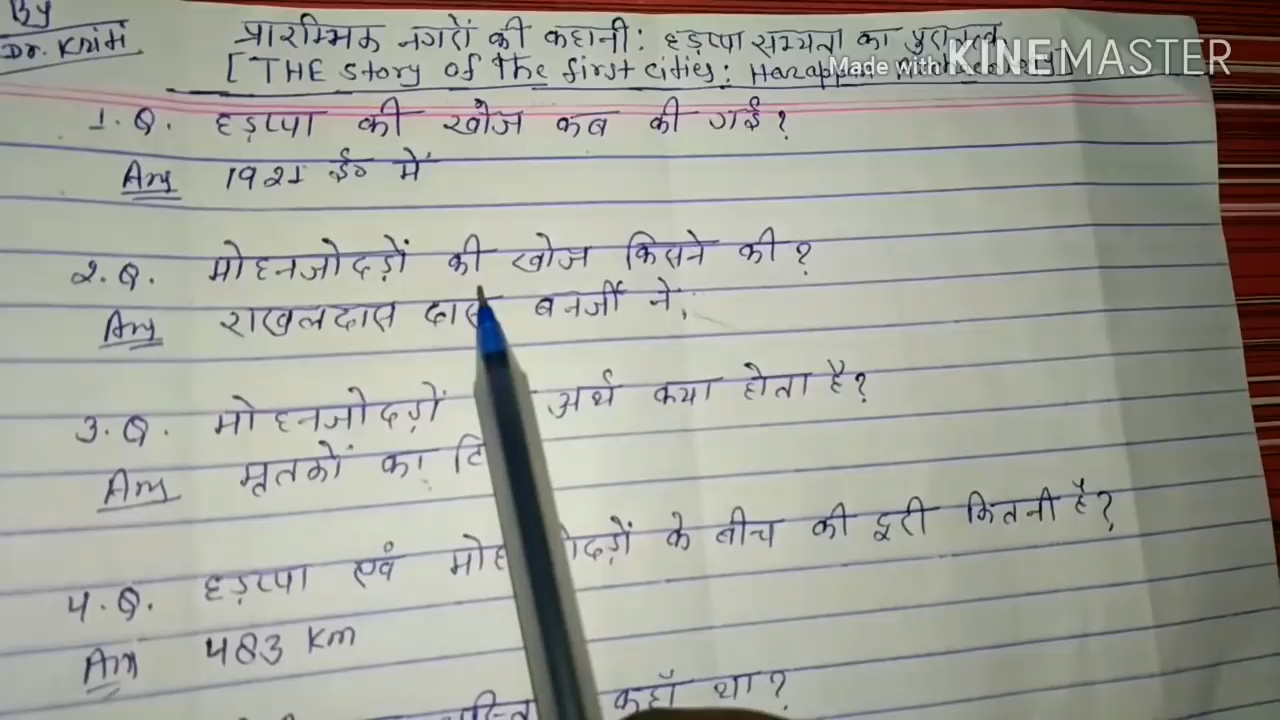 By
Dr. Kriti
प्रारम्भिक नगरों की कहानी: हड़प्पा सभ्यता का पुरातत्व
[THE Story of The first cities: Harappan
Made with KINEMASTER
1. Q. हड़प्पा की खोज कब की गई?
Ans 1921 ई० में
2. Q. मोहनजोदड़ों की खोज किसने की?
Ans राखलदास दास बनर्जी ने,
3. Q. मोहनजोदड़ों अर्थ क्या होता है?
Ans मृतकों का
4. Q. हड़प्पा एवं के बीच की दूरी कितनी है?
Ans 483 Km
कहाँ था?